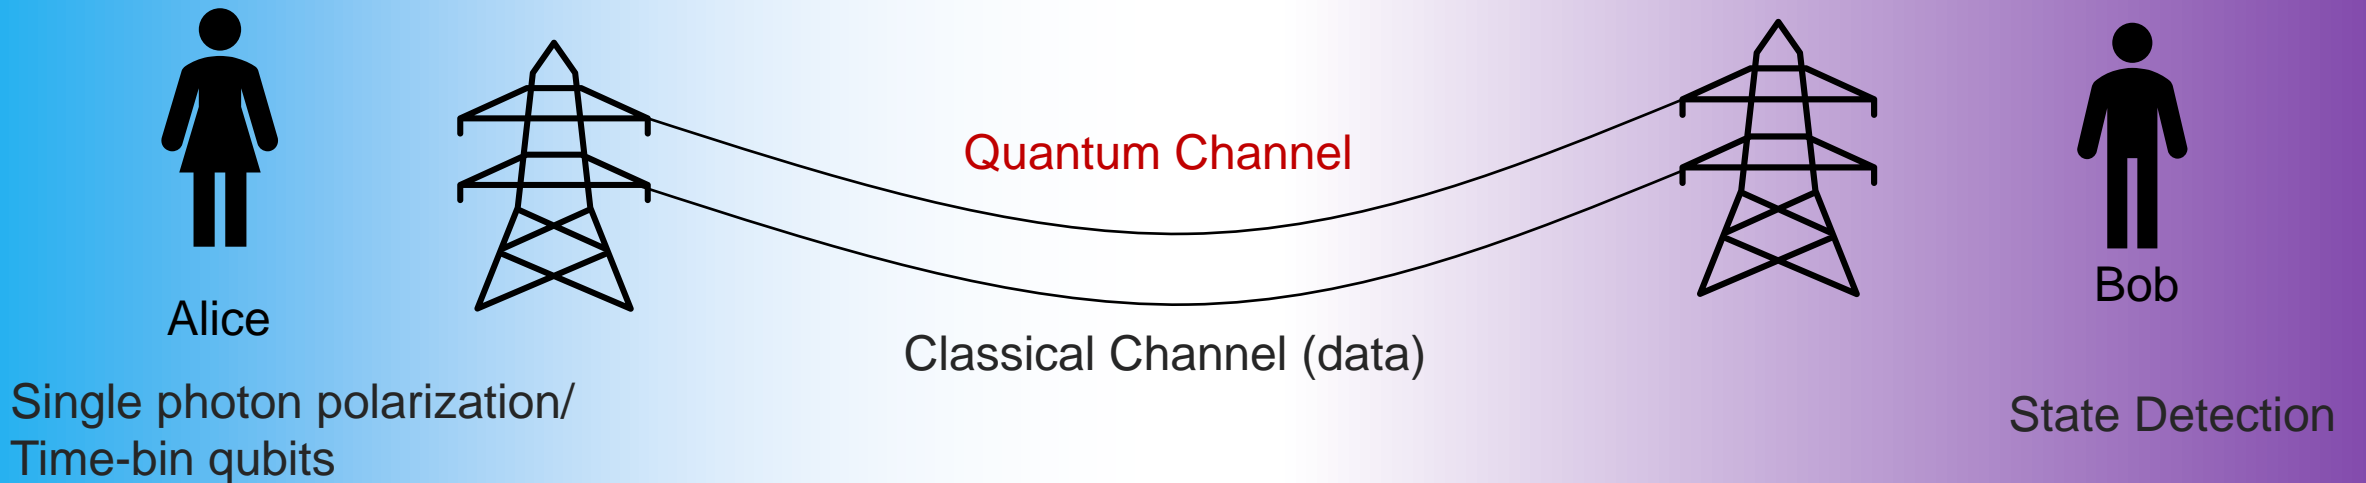 Quantum Channel
Alice
Bob
Classical Channel (data)
Single photon polarization/
Time-bin qubits
State Detection